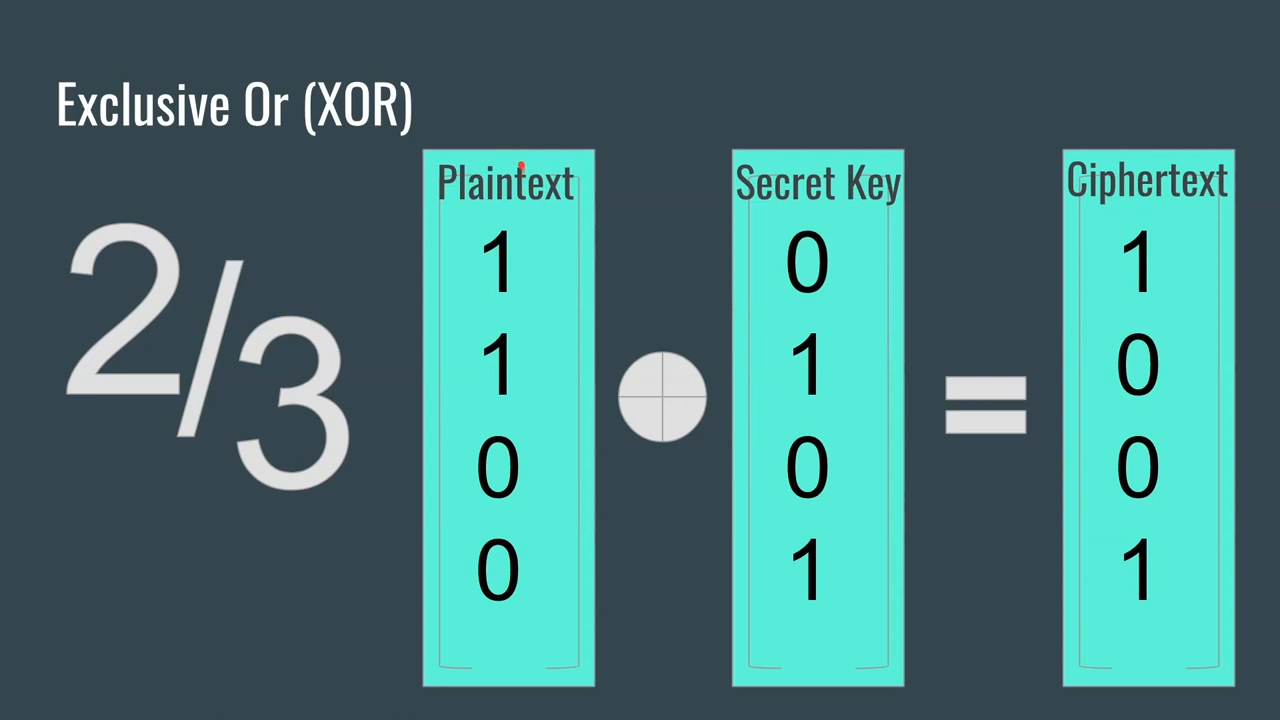 Exclusive Or (XOR)
2/3
Plaintext Secret Key Ciphertext
1 0 1
1 1 0
=
0 0 0
0 1 1